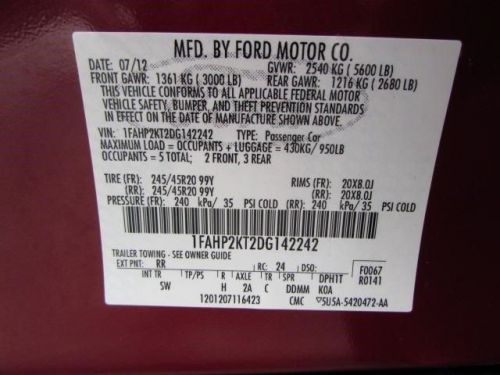 MFD. BY FORD MOTOR CO.
DATE: 07/12 GVWR: 2540 KG ( 5600 LB)
FRONT GAWR: 1361 KG ( 3000 LB) REAR GAWR: 1216 KG ( 2680 LB)
THIS VEHICLE CONFORMS TO ALL APPLICABLE FEDERAL MOTOR
VEHICLE SAFETY, BUMPER, AND THEFT PREVENTION STANDARDS
IN EFFECT ON THE DATE OF MANUFACTURE SHOWN ABOVE.
VIN: 1FAHP2KT2DG142242 TYPE: Passenger Car
MAXIMUM LOAD = OCCUPANTS + LUGGAGE = 430KG/ 950LB
OCCUPANTS = 5 TOTAL; 2 FRONT, 3 REAR
TIRE (FR): 245/45R20 99Y RIMS (FR): 20X8.0J
(RR): 245/45R20 99Y (RR): 20X8.0J
PRESSURE (FR): 240 kPa/ 35 PSI COLD (RR): 240 kPa/ 35 PSI COLD
1FAHP2KT2DG142242
TRAILER TOWING – SEE OWNER GUIDE
EXT PNT: RR RC: 24 DSO: F0067
R0141
INT TR TP/PS R AXLE TR SPR DPHIT
SW H 2A C DDMM KOA
1201207116423 CMC ▽5U5A-5420472-AA